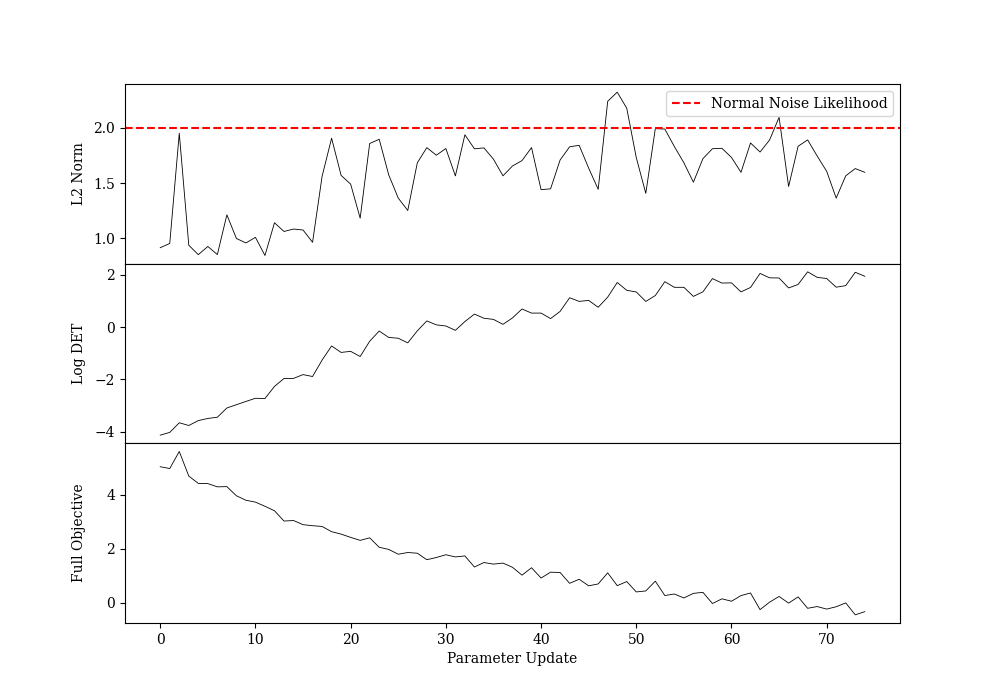 Normal Noise Likelihood
2.0
1.5
1.0
L2 Norm
2
0
−2
−4
Log DET
4
2
0
Full Objective
0 10 20 30 40 50 60 70
Parameter Update